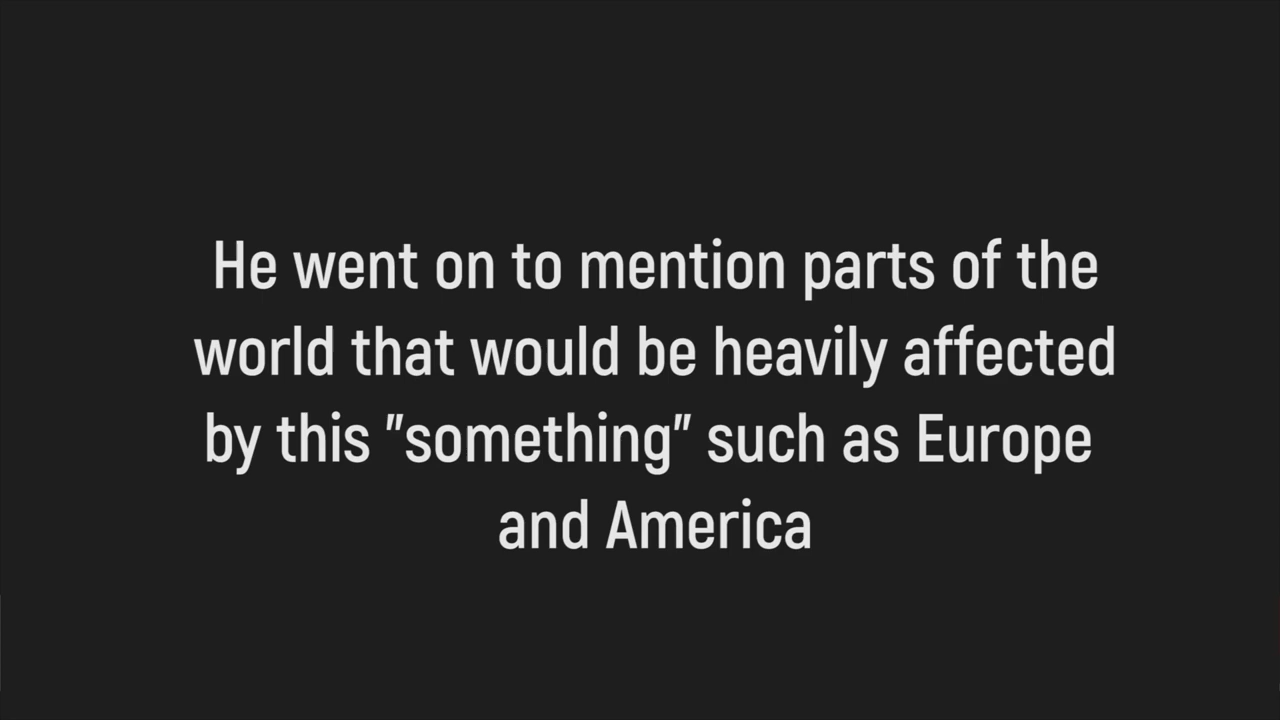 He went on to mention parts of the
world that would be heavily affected
by this "something" such as Europe
and America